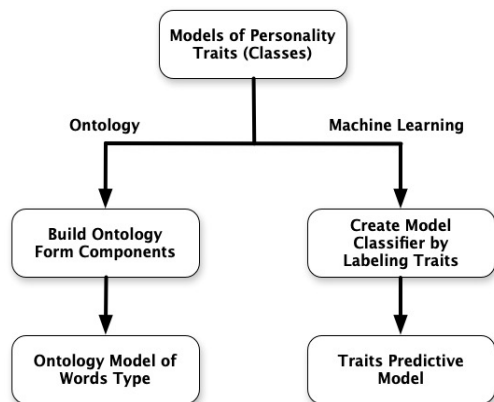 Models of Personality
Traits (Classes)
Ontology
Machine Learning
Build Ontology
Form Components
Create Model
Classifier by
Labeling Traits
Ontology Model of
Words Type
Traits Predictive
Model